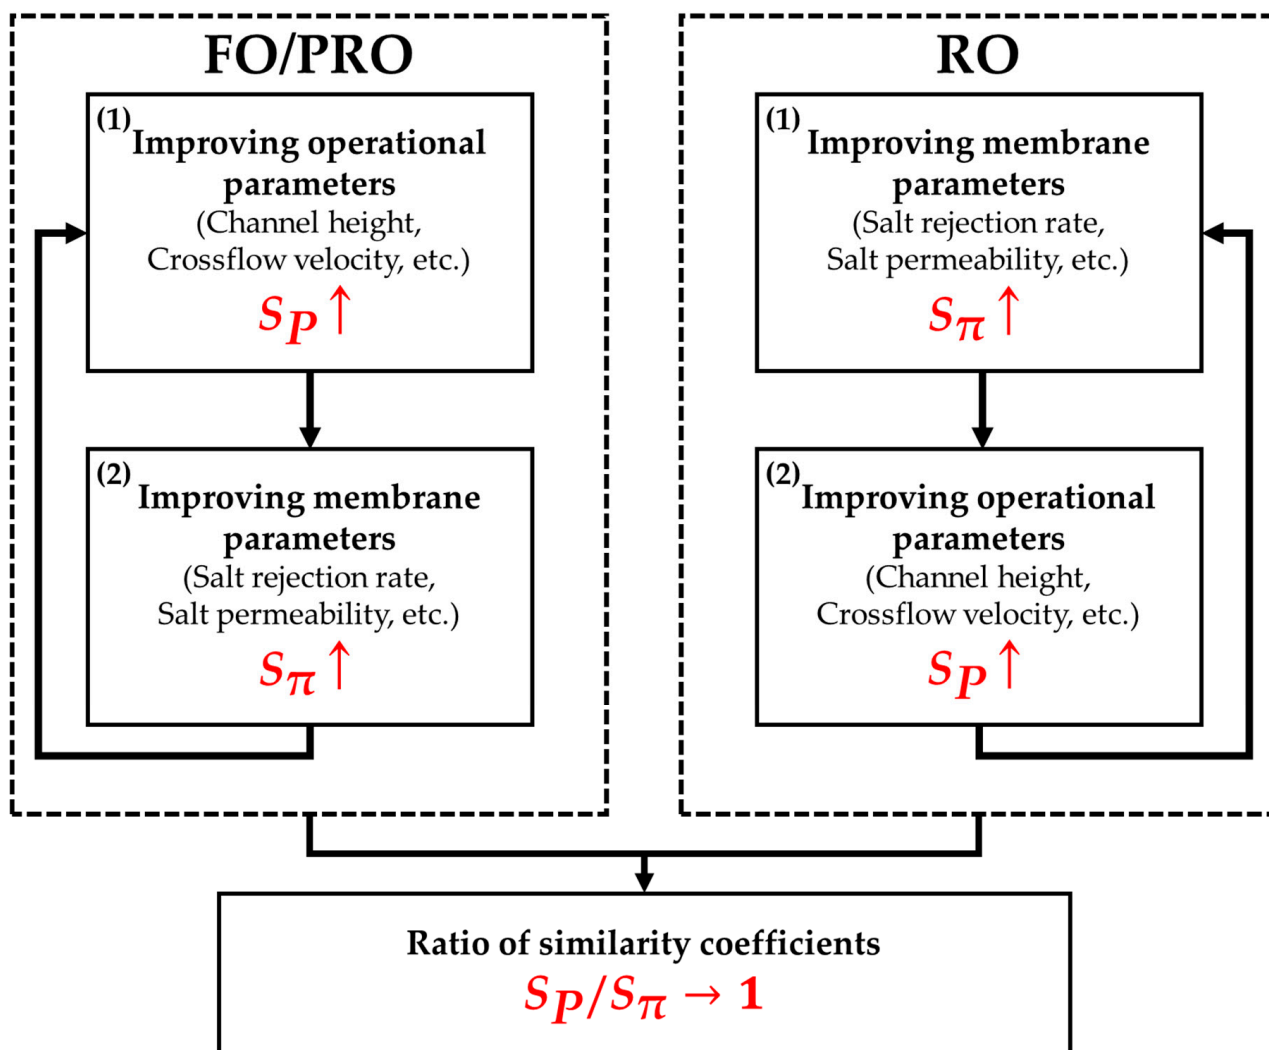 FO/PRO
(1)
Improving operational
parameters
(Channel height,
Crossflow velocity, etc.)
S_P ↑
(2)
Improving membrane
parameters
(Salt rejection rate,
Salt permeability, etc.)
S_π ↑
RO
(1)
Improving membrane
parameters
(Salt rejection rate,
Salt permeability, etc.)
S_π ↑
(2)
Improving operational
parameters
(Channel height,
Crossflow velocity, etc.)
S_P ↑
Ratio of similarity coefficients
S_P/S_π → 1